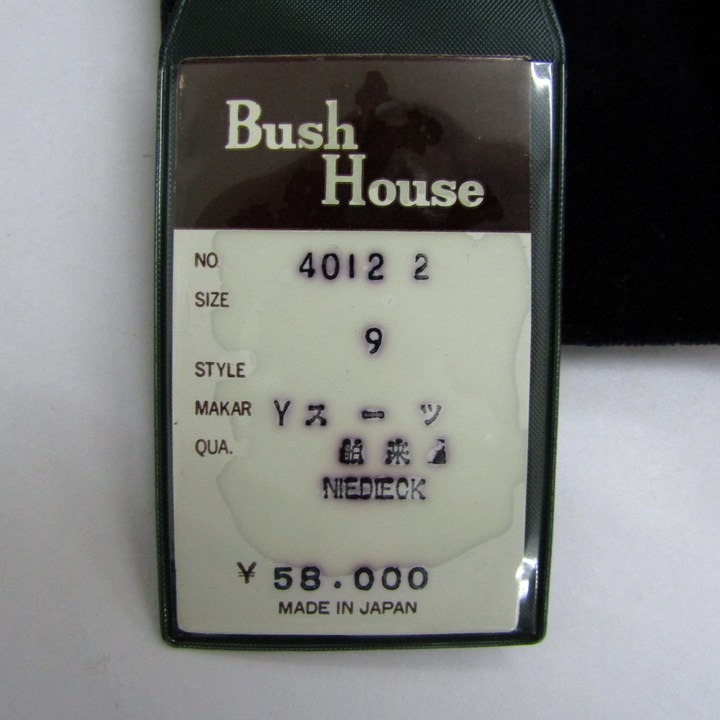 Bush
House
NO. 4012 2
SIZE
9
STYLE
MAKAR Yスーツ
QUA.
NIEDIECK
¥ 58.000
MADE IN JAPAN